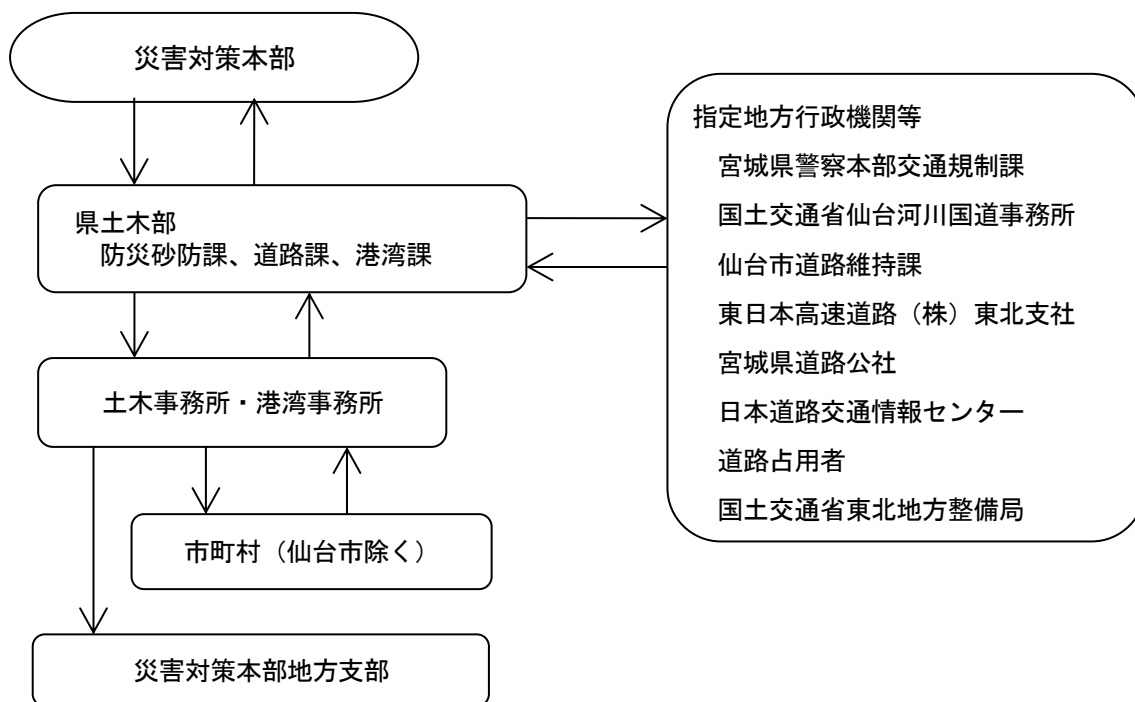 災害対策本部
県土木部
防災砂防課、道路課、港湾課
土木事務所・港湾事務所
市町村（仙台市除く）
災害対策本部地方支部
指定地方行政機関等
宮城県警察本部交通規制課
国土交通省仙台河川国道事務所
仙台市道路維持課
東日本高速道路（株）東北支社
宮城県道路公社
日本道路交通情報センター
道路占用者
国土交通省東北地方整備局